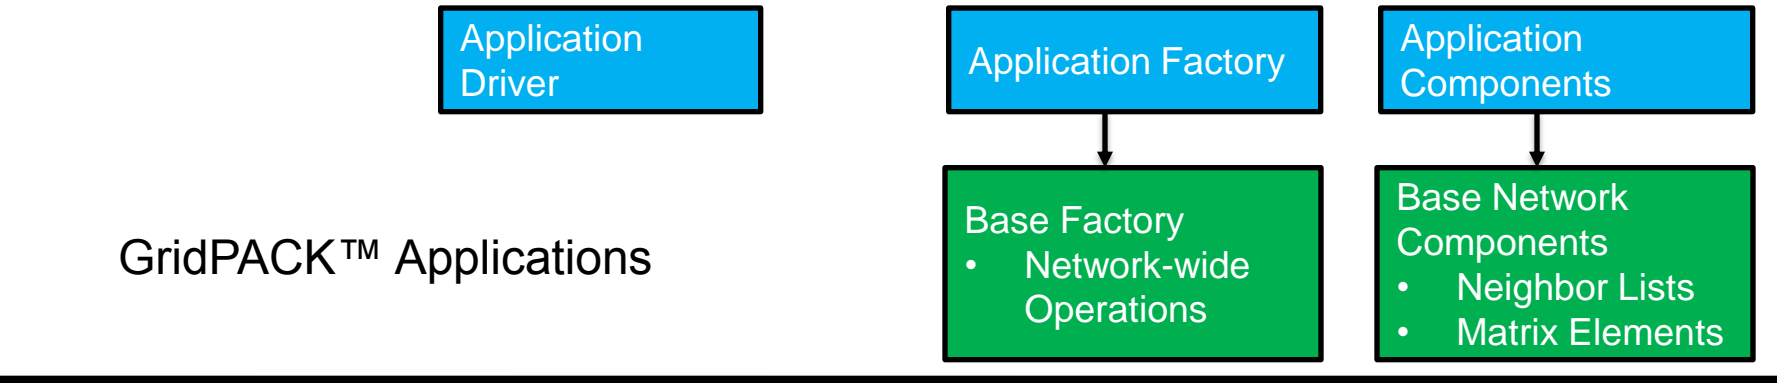 Application
Driver
Application Factory
Application
Components
GridPACK™ Applications
Base Factory
• Network-wide
Operations
Base Network
Components
• Neighbor Lists
• Matrix Elements